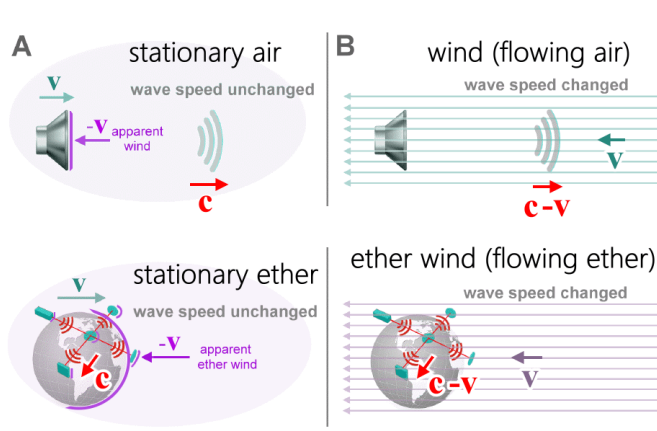 A
stationary air
wave speed unchanged
v
-v apparent
wind
c
B
wind (flowing air)
wave speed changed
v
c-v
stationary ether
v
wave speed unchanged
-v apparent
ether wind
c
ether wind (flowing ether)
wave speed changed
c-v
v